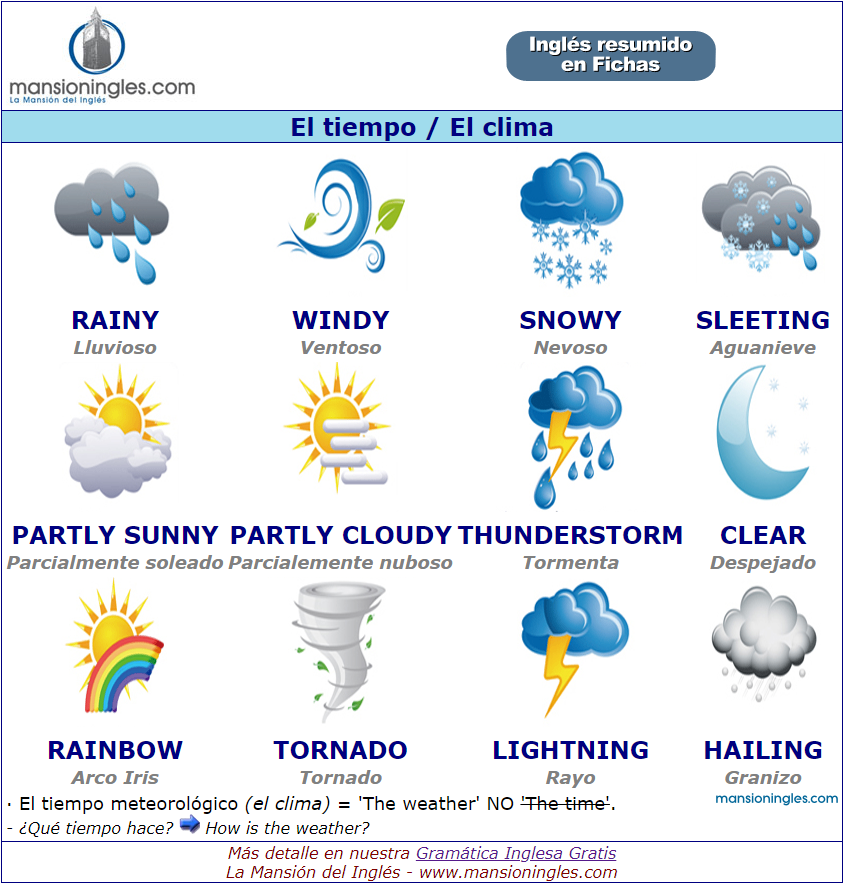 mansioningles.com
La Mansión del Inglés
Inglés resumido
en Fichas
El tiempo / El clima
RAINY WINDY SNOWY SLEETING
Lluvioso Ventoso Nevoso Aguanieve
PARTLY SUNNY PARTLY CLOUDY THUNDERSTORM CLEAR
Parcialmente soleado Parcialemente nuboso Tormenta Despejado
RAINBOW TORNADO LIGHTNING HAILING
Arco Iris Tornado Rayo Granizo
· El tiempo meteorológico (el clima) = 'The weather' NO 'The time'.
mansioningles.com
- ¿Qué tiempo hace? How is the weather?
Más detalle en nuestra Gramática Inglesa Gratis
La Mansión del Inglés - www.mansioningles.com